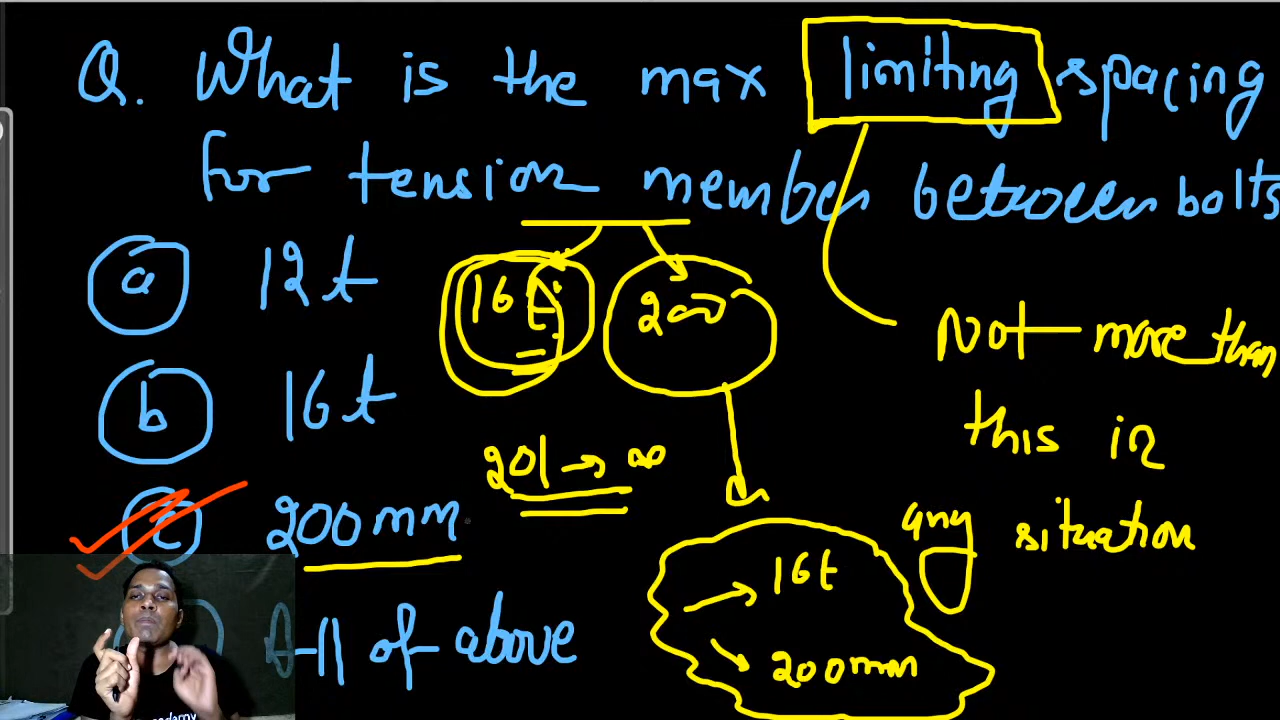 Q. What is the max limiting spacing
for tension member between bolts
a 12t
16t 200
Not more than
this in
any situation
b 16t
201 → ∞
c 200mm
16t
200mm
All of above